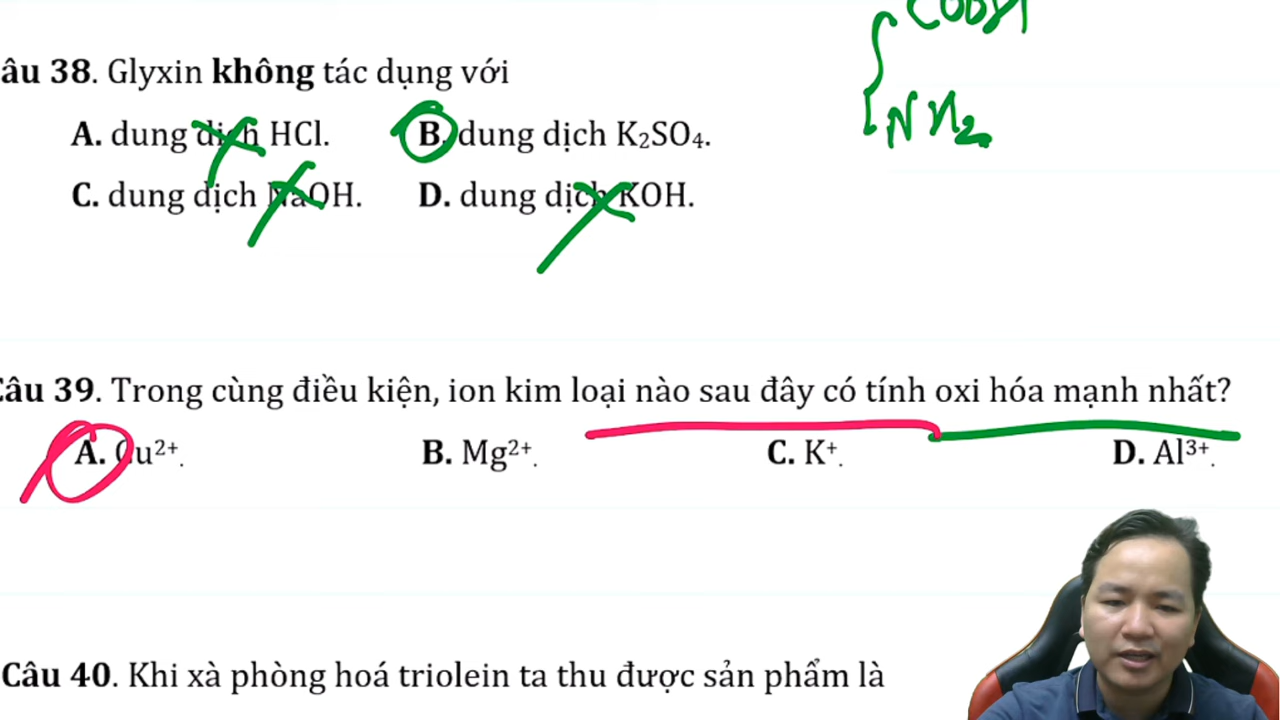 COOH
âu 38. Glyxin không tác dụng với
NH₂
A. dung dịch HCl. B. dung dịch K₂SO₄.
C. dung dịch NaOH. D. dung dịch KOH.
Câu 39. Trong cùng điều kiện, ion kim loại nào sau đây có tính oxi hóa mạnh nhất?
A. Cu²⁺. B. Mg²⁺. C. K⁺. D. Al³⁺.
Câu 40. Khi xà phòng hoá triolein ta thu được sản phẩm là